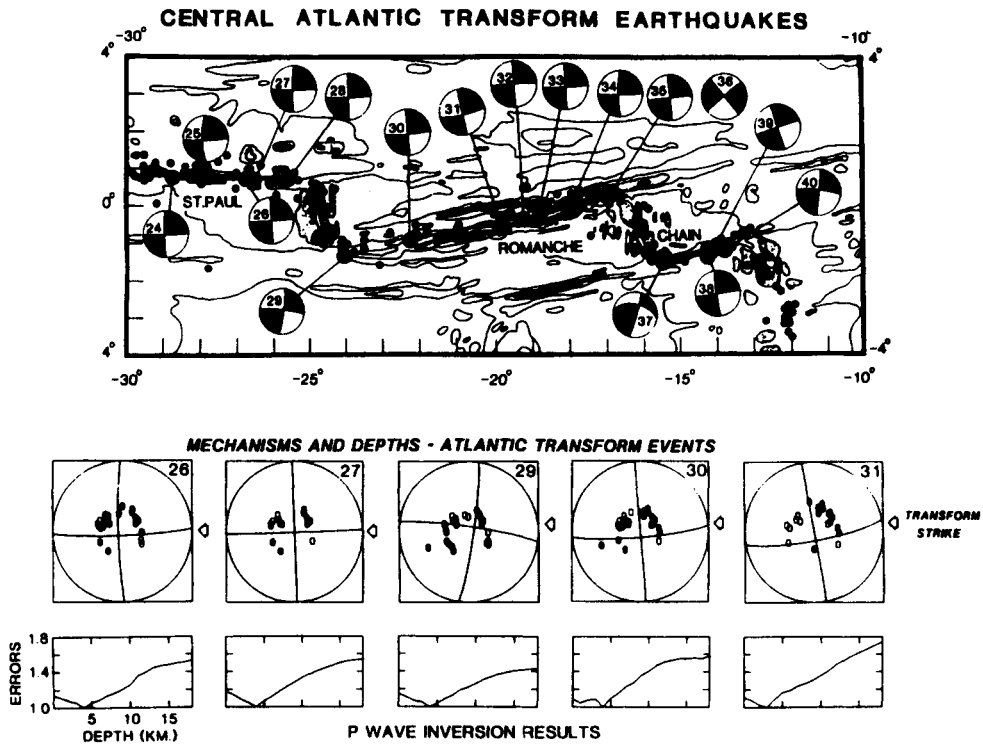 CENTRAL ATLANTIC TRANSFORM EARTHQUAKES
-30° -10°
4° 4°
27 28 32 33 34 35 36
25 30 31 39
ST.PAUL 0° 40
24 26 ROMANCHE CHAIN
29 37 38
4° -4°
-30° -25° -20° -15° -10°
MECHANISMS AND DEPTHS - ATLANTIC TRANSFORM EVENTS
26 27 29 30 31
TRANSFORM
STRIKE
ERRORS
1.8
1.4
1.0
5 10 15
DEPTH (KM.)
P WAVE INVERSION RESULTS